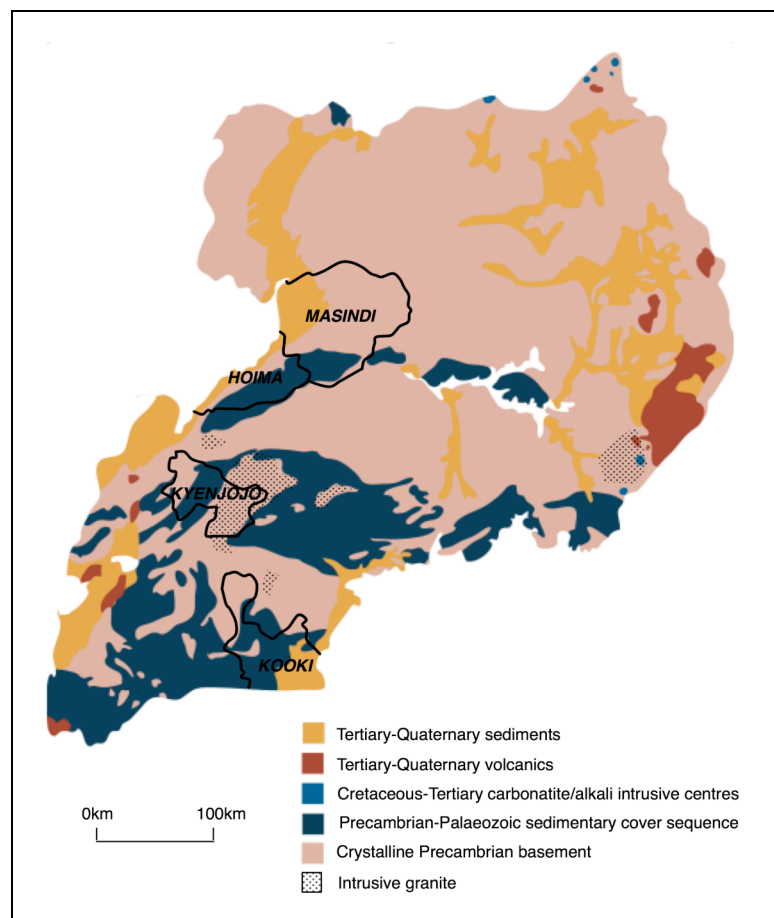 MASINDI
HOIMA
KYENJOJO
KOOKI
Tertiary-Quaternary sediments
Tertiary-Quaternary volcanics
Cretaceous-Tertiary carbonatite/alkali intrusive centres
Precambrian-Palaeozoic sedimentary cover sequence
Crystalline Precambrian basement
Intrusive granite
0km 100km